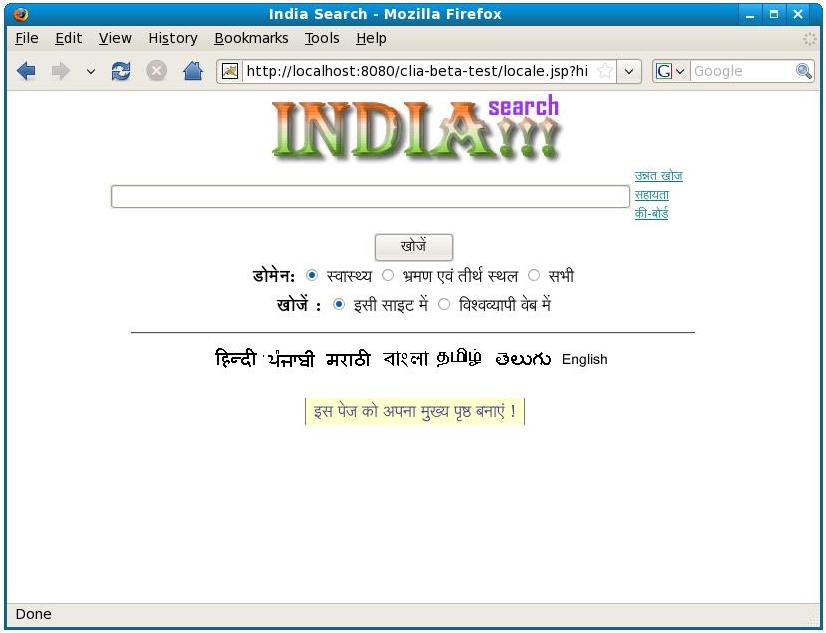 India Search - Mozilla Firefox
File Edit View History Bookmarks Tools Help
http://localhost:8080/clia-beta-test/locale.jsp?hi G Google
search
INDIA!!!
उन्नत खोज
सहायता
की-बोर्ड
खोजें
डोमेन: स्वास्थ्य भ्रमण एवं तीर्थ स्थल सभी
खोजें : इसी साइट में विश्वव्यापी वेब में
हिन्दी ਪੰਜਾਬੀ मराठी বাংলা தமிழ் తెలుగు English
इस पेज को अपना मुख्य पृष्ठ बनाएं !
Done